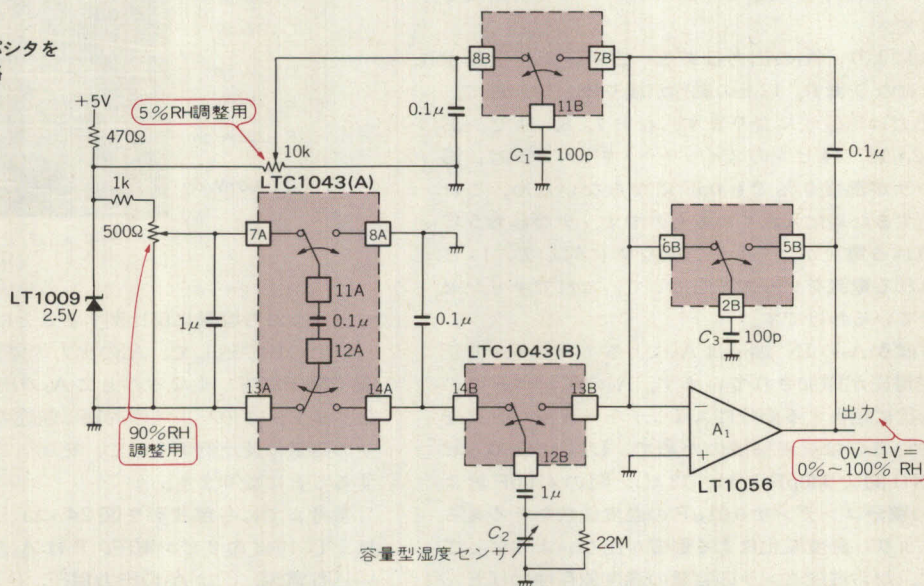 パシタを
+5V
470Ω
5%RH調整用
10k
0.1μ
8B
7B
11B
C1
100p
0.1μ
1k
500Ω
LTC1043(A)
7A
8A
11A
0.1μ
12A
13A
14A
1μ
0.1μ
LT1009
2.5V
90%RH
調整用
6B
5B
2B
C3
100p
LTC1043(B)
14B
13B
12B
1μ
C2
22M
容量型湿度センサ
A1
+
LT1056
出力
0V~1V=
0%~100% RH